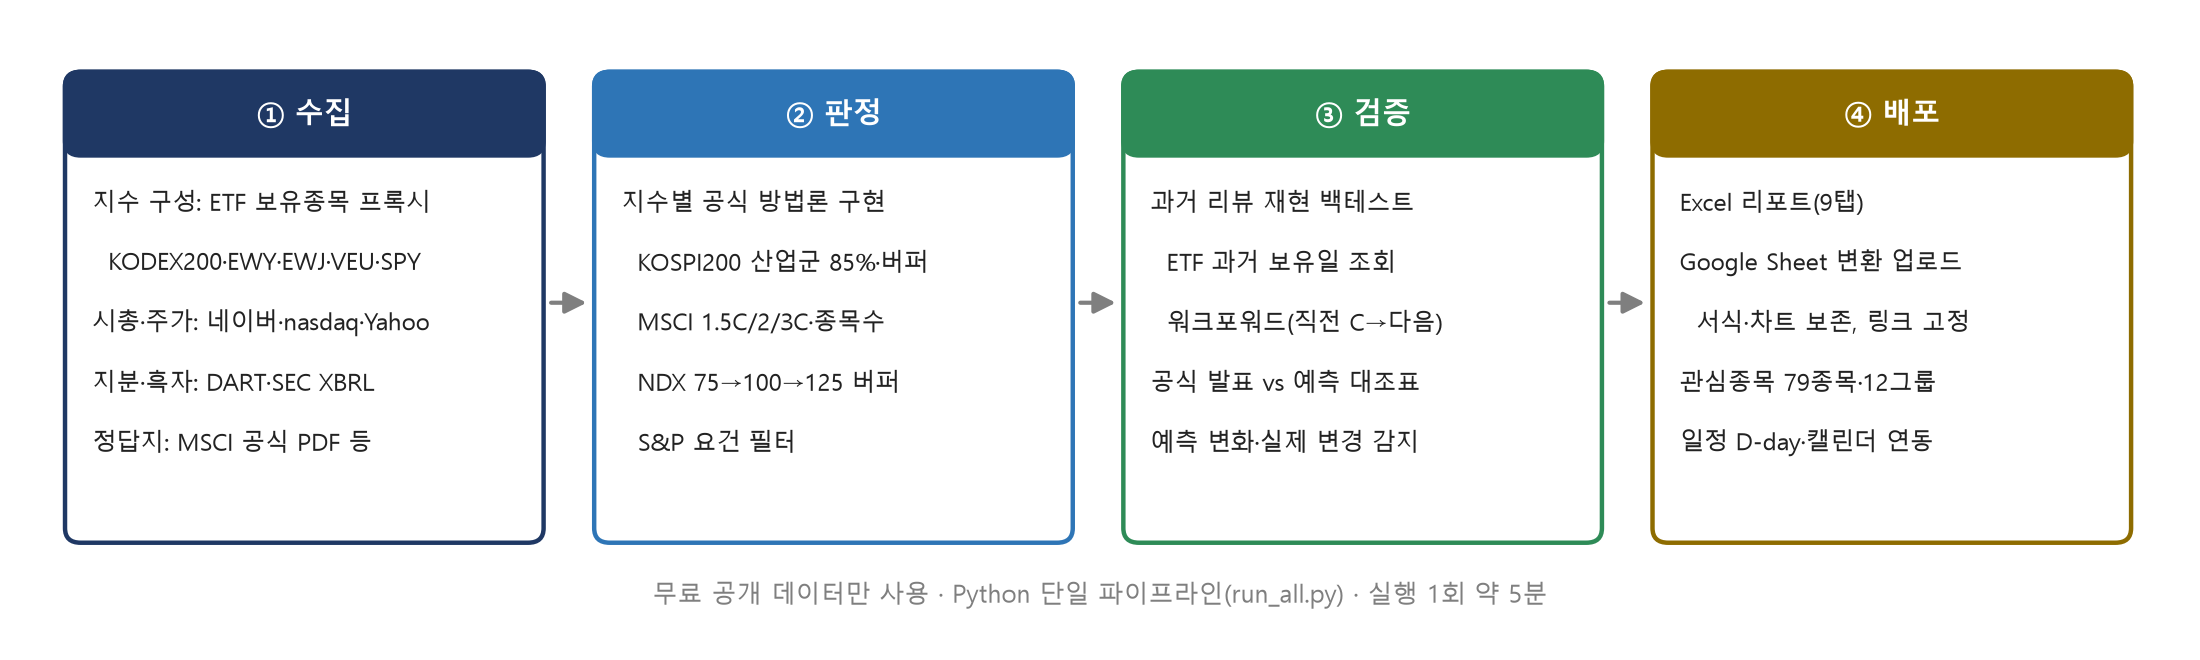 ① 수집
지수 구성: ETF 보유종목 프록시
KODEX200·EWY·EWJ·VEU·SPY
시총·주가: 네이버·nasdaq·Yahoo
지분·흑자: DART·SEC XBRL
정답지: MSCI 공식 PDF 등
② 판정
지수별 공식 방법론 구현
KOSPI200 산업군 85%·버퍼
MSCI 1.5C/2/3C·종목수
NDX 75→100→125 버퍼
S&P 요건 필터
③ 검증
과거 리뷰 재현 백테스트
ETF 과거 보유일 조회
워크포워드(직전 C→다음)
공식 발표 vs 예측 대조표
예측 변화·실제 변경 감지
④ 배포
Excel 리포트(9탭)
Google Sheet 변환 업로드
서식·차트 보존, 링크 고정
관심종목 79종목·12그룹
일정 D-day·캘린더 연동
무료 공개 데이터만 사용 · Python 단일 파이프라인(run_all.py) · 실행 1회 약 5분